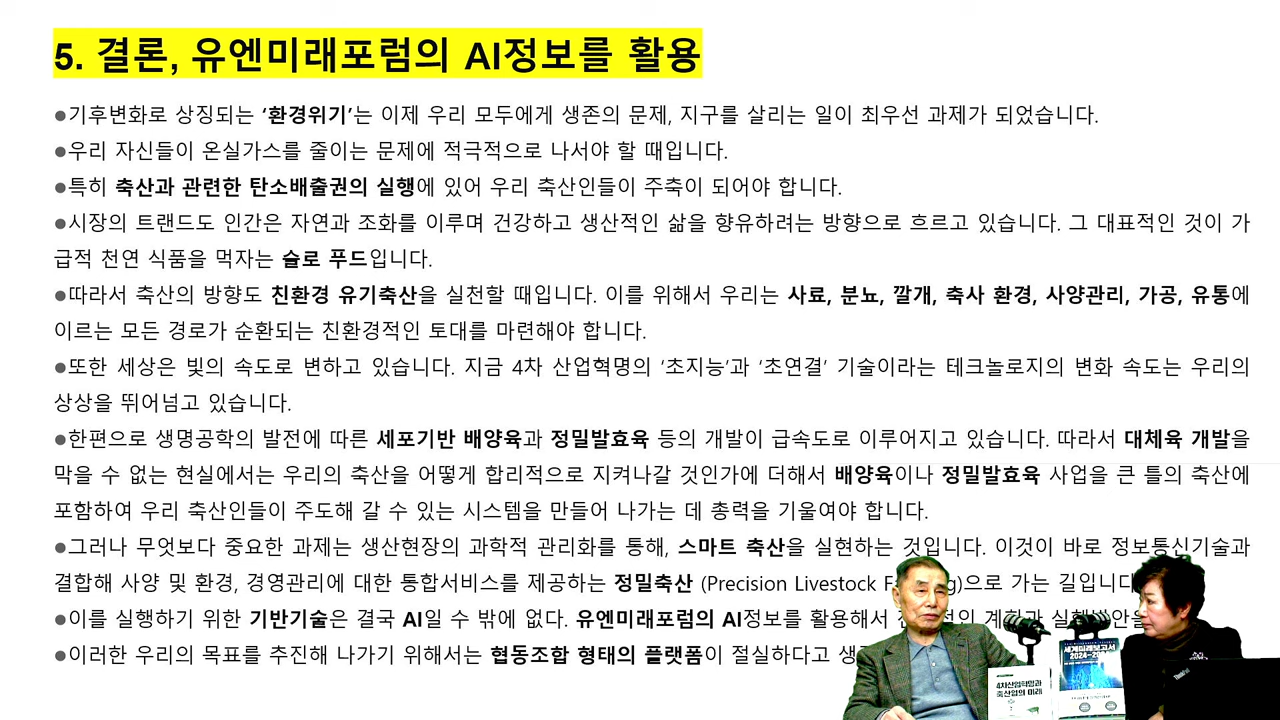 5. 결론, 유엔미래포럼의 AI정보를 활용
●기후변화로 상징되는 ‘환경위기’는 이제 우리 모두에게 생존의 문제, 지구를 살리는 일이 최우선 과제가 되었습니다.
●우리 자신들이 온실가스를 줄이는 문제에 적극적으로 나서야 할 때입니다.
●특히 축산과 관련한 탄소배출권의 실행에 있어 우리 축산인들이 주축이 되어야 합니다.
●시장의 트랜드도 인간은 자연과 조화를 이루며 건강하고 생산적인 삶을 향유하려는 방향으로 흐르고 있습니다. 그 대표적인 것이 가
급적 천연 식품을 먹자는 슬로 푸드입니다.
●따라서 축산의 방향도 친환경 유기축산을 실천할 때입니다. 이를 위해서 우리는 사료, 분뇨, 깔개, 축사 환경, 사양관리, 가공, 유통에
이르는 모든 경로가 순환되는 친환경적인 토대를 마련해야 합니다.
●또한 세상은 빛의 속도로 변하고 있습니다. 지금 4차 산업혁명의 ‘초지능’과 ‘초연결’ 기술이라는 테크놀로지의 변화 속도는 우리의
상상을 뛰어넘고 있습니다.
●한편으로 생명공학의 발전에 따른 세포기반 배양육과 정밀발효육 등의 개발이 급속도로 이루어지고 있습니다. 따라서 대체육 개발을
막을 수 없는 현실에서는 우리의 축산을 어떻게 합리적으로 지켜나갈 것인가에 더해서 배양육이나 정밀발효육 사업을 큰 틀의 축산에
포함하여 우리 축산인들이 주도해 갈 수 있는 시스템을 만들어 나가는 데 총력을 기울여야 합니다.
●그러나 무엇보다 중요한 과제는 생산현장의 과학적 관리화를 통해, 스마트 축산을 실현하는 것입니다. 이것이 바로 정보통신기술과
결합해 사양 및 환경, 경영관리에 대한 통합서비스를 제공하는 정밀축산 (Precision Livestock 으로 가는 길입니다
●이를 실행하기 위한 기반기술은 결국 AI일 수 밖에 없다. 유엔미래포럼의 AI정보를 활용해서 계획과
●이러한 우리의 목표를 추진해 나가기 위해서는 협동조합 형태의 플랫폼이 절실하다고
4차산업혁명과
축산업의 미래
세계미래보고서